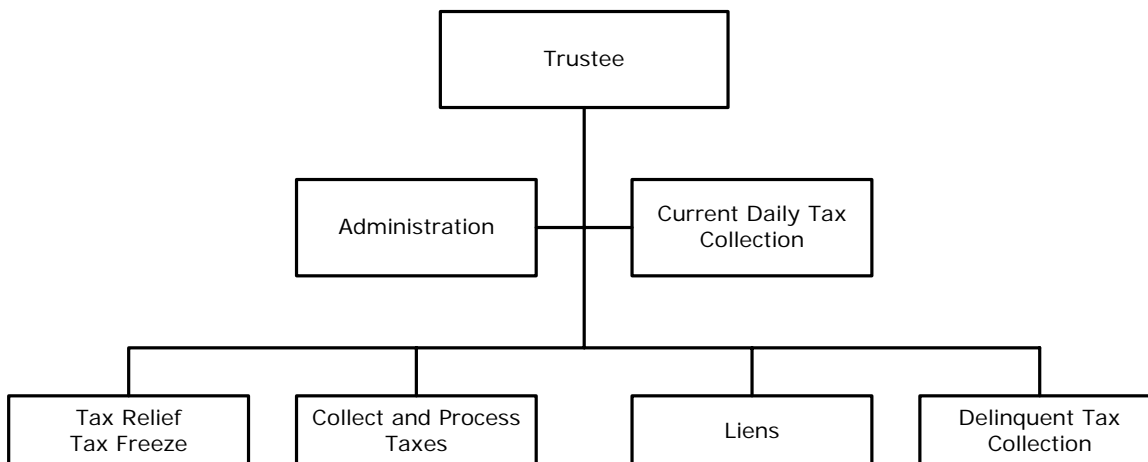 Trustee
Administration
Current Daily Tax
Collection
Tax Relief
Tax Freeze
Collect and Process
Taxes
Liens
Delinquent Tax
Collection